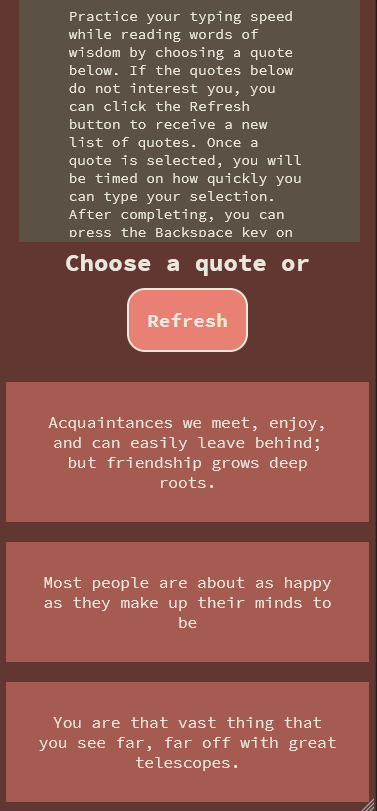 Practice your typing speed
while reading words of
wisdom by choosing a quote
below. If the quotes below
do not interest you, you
can click the Refresh
button to receive a new
list of quotes. Once a
quote is selected, you will
be timed on how quickly you
can type your selection.
After completing, you can
press the Backspace key on
Choose a quote or
Refresh
Acquaintances we meet, enjoy,
and can easily leave behind;
but friendship grows deep
roots.
Most people are about as happy
as they make up their minds to
be
You are that vast thing that
you see far, far off with great
telescopes.